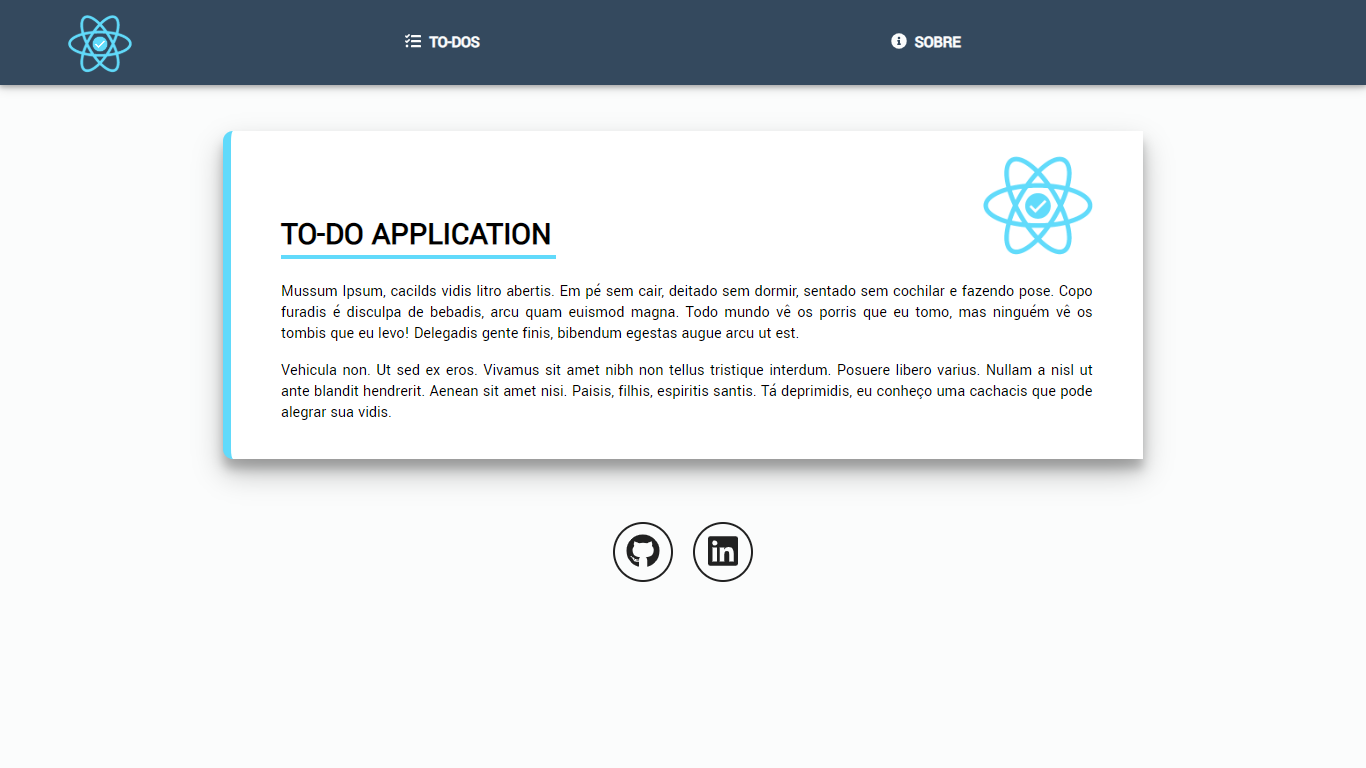 TO-DOS
SOBRE
TO-DO APPLICATION
Mussum Ipsum, cacilds vidis litro abertis. Em pé sem cair, deitado sem dormir, sentado sem cochilar e fazendo pose. Copo
furadis é disculpa de bebadis, arcu quam euismod magna. Todo mundo vê os porris que eu tomo, mas ninguém vê os
tombis que eu levo! Delegadis gente finis, bibendum egestas augue arcu ut est.
Vehicula non. Ut sed ex eros. Vivamus sit amet nibh non tellus tristique interdum. Posuere libero varius. Nullam a nisl ut
ante blandit hendrerit. Aenean sit amet nisi. Paisis, filhis, espiritis santis. Tá deprimidis, eu conheço uma cachacis que pode
alegrar sua vidis.
in